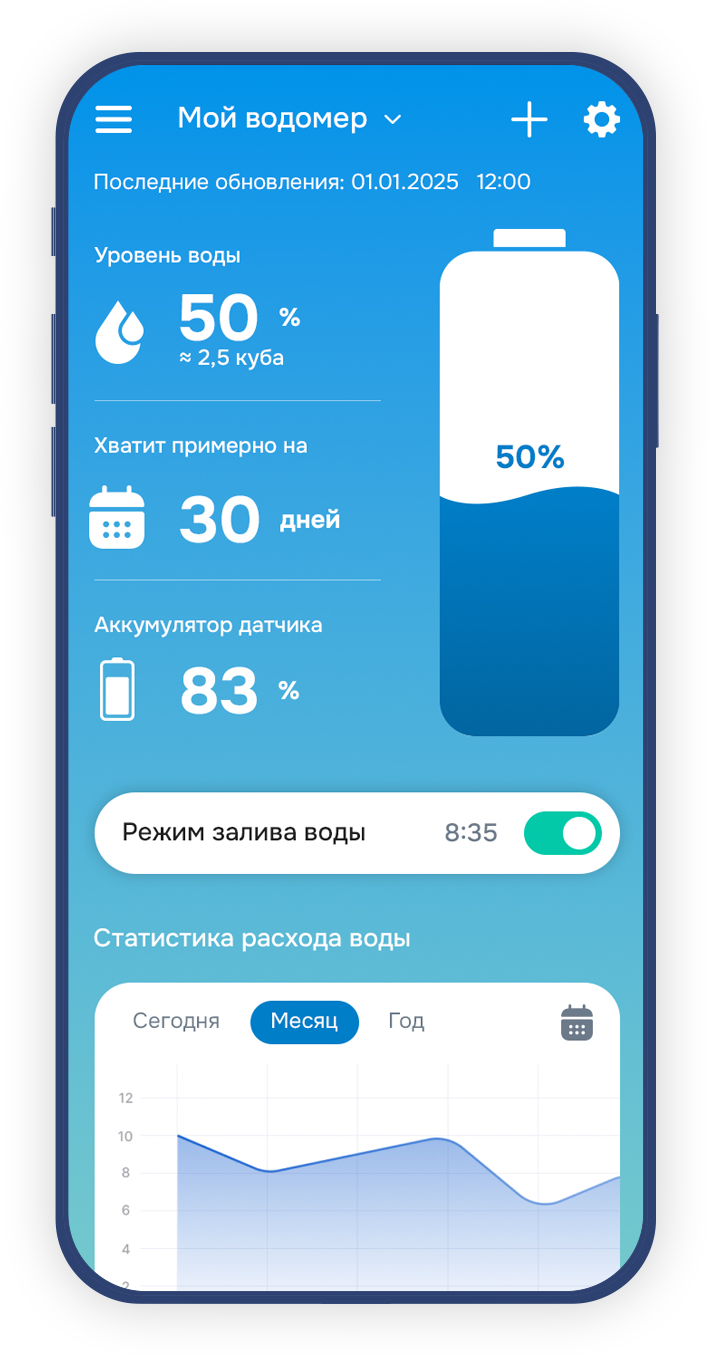 Мой водомер
Последние обновления: 01.01.2025 12:00
Уровень воды
50 %
≈ 2,5 куба
Хватит примерно на
30 дней
Аккумулятор датчика
83 %
50%
Режим залива воды 8:35
Статистика расхода воды
Сегодня Месяц Год
12
10
8
6
4
2